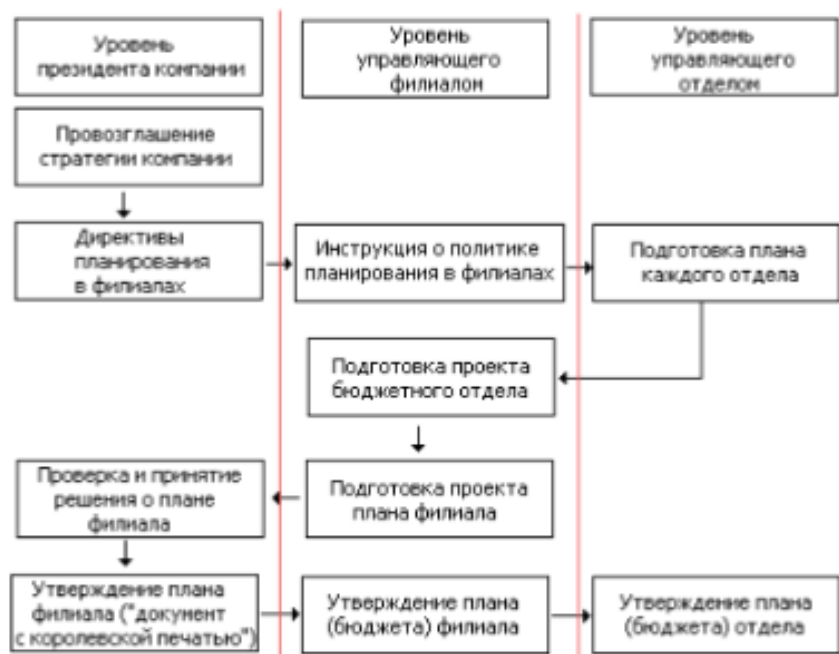 Уровень
президента компании
Уровень
управляющего
филиалом
Уровень
управляющего
отделом
Провозглашение
стратегии компании
Директивы
планирования
в филиалах
Инструкция о политике
планирования в филиалах
Подготовка плана
каждого отдела
Подготовка проекта
бюджетного отдела
Проверка и принятие
решения о плане
филиала
Подготовка проекта
плана филиала
Утверждение плана
филиала ("документ
с королевской печатью")
Утверждение плана
(бюджета) филиала
Утверждение плана
(бюджета) отдела